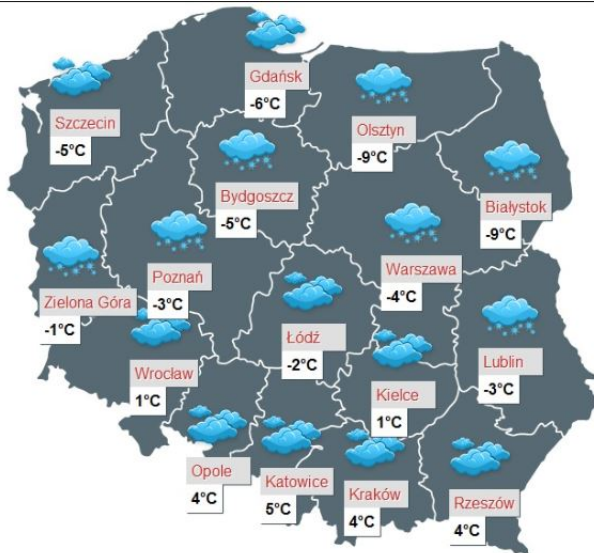 Gdańsk
-6°C
Szczecin
-5°C
Olsztyn
-9°C
Bydgoszcz
-5°C
Białystok
-9°C
Warszawa
-4°C
Poznań
-3°C
Zielona Góra
-1°C
Łódź
-2°C
Lublin
-3°C
Wrocław
1°C
Kielce
1°C
Opole
4°C
Katowice
5°C
Kraków
4°C
Rzeszów
4°C